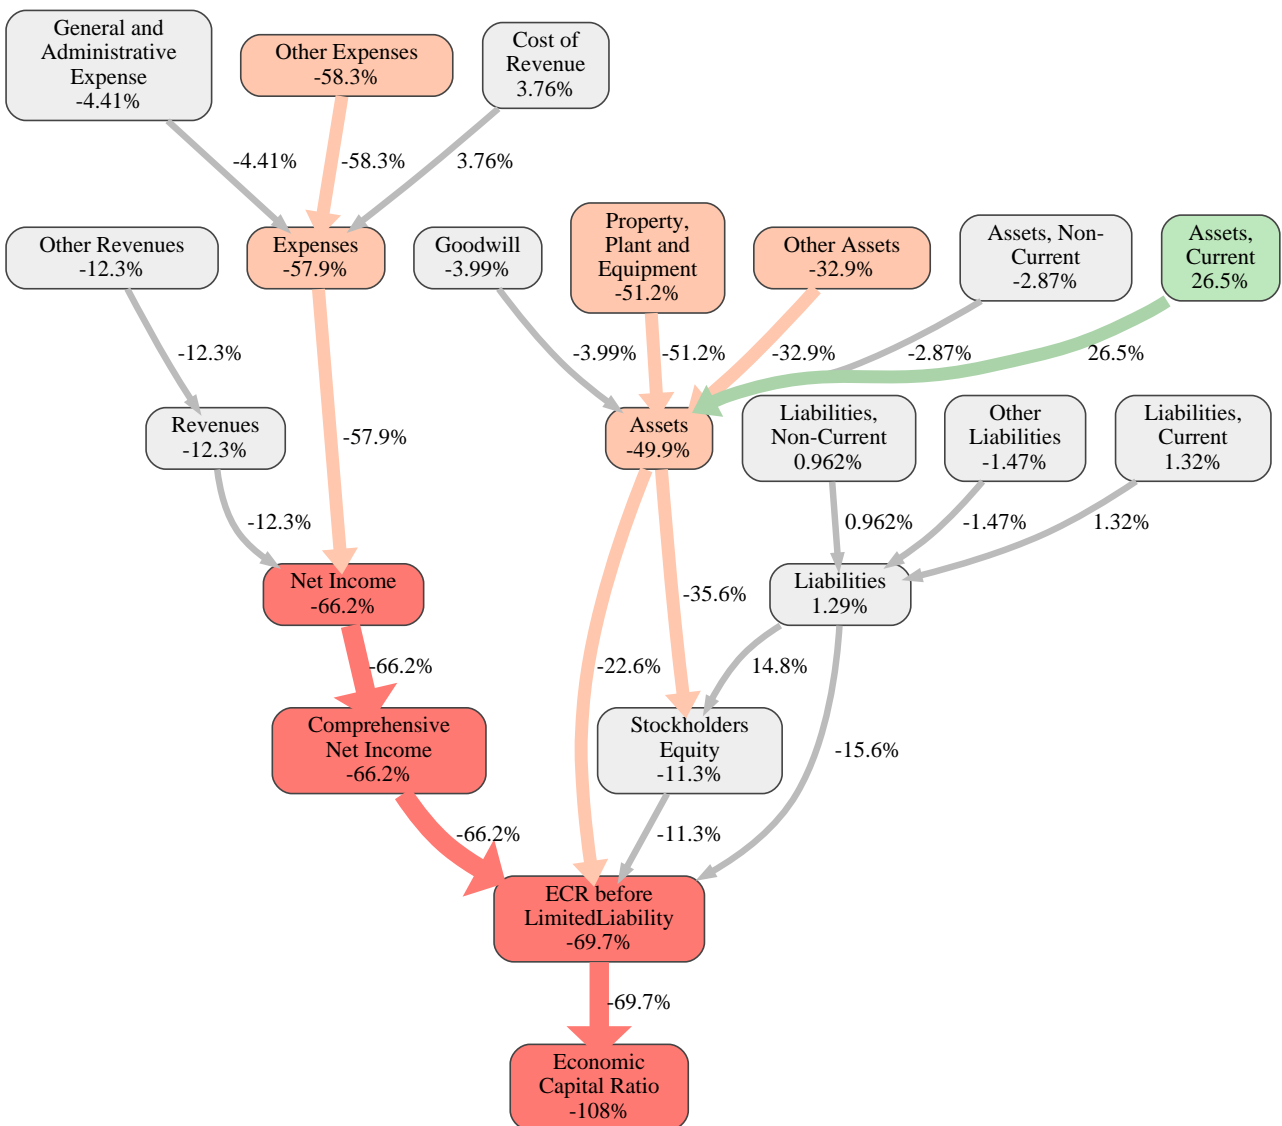 General and
Administrative
Expense
-4.41%
Other Expenses
-58.3%
Cost of
Revenue
3.76%
-4.41%
-58.3%
3.76%
Other Revenues
-12.3%
Expenses
-57.9%
Goodwill
-3.99%
Property,
Plant and
Equipment
-51.2%
Other Assets
-32.9%
Assets, Non-
Current
-2.87%
Assets,
Current
26.5%
-12.3%
-3.99%
-51.2%
-32.9%
-2.87%
26.5%
Revenues
-12.3%
-57.9%
Assets
-49.9%
Liabilities,
Non-Current
0.962%
Other
Liabilities
-1.47%
Liabilities,
Current
1.32%
-12.3%
0.962%
-1.47%
1.32%
Net Income
-66.2%
-35.6%
Liabilities
1.29%
-66.2%
-22.6%
14.8%
Comprehensive
Net Income
-66.2%
Stockholders
Equity
-11.3%
-15.6%
-66.2%
-11.3%
ECR before
LimitedLiability
-69.7%
-69.7%
Economic
Capital Ratio
-108%